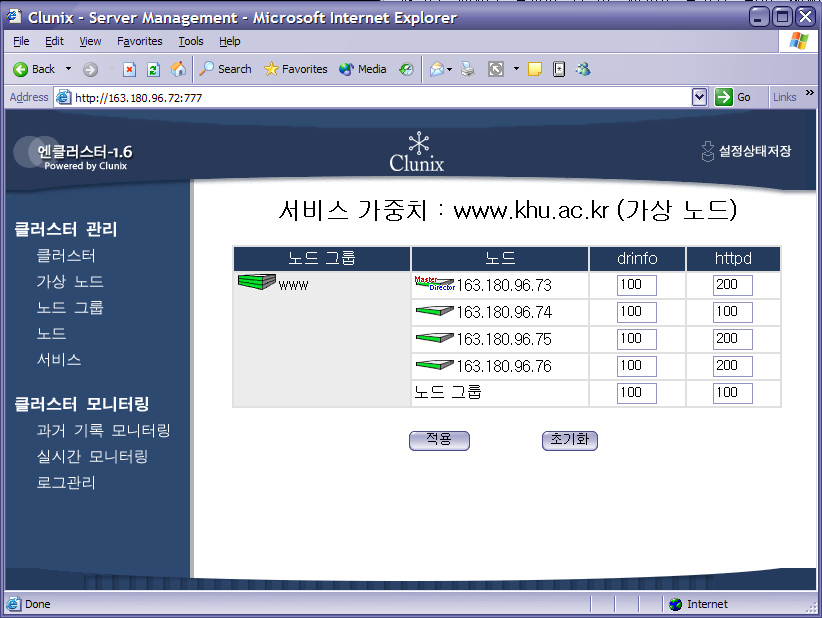 Clunix - Server Management - Microsoft Internet Explorer
File Edit View Favorites Tools Help
Back Search Favorites Media
Address http://163.180.96.72:777 Go Links »
엔클러스터-1.6
Powered by Clunix
Clunix
설정상태저장
클러스터 관리
클러스터
가상 노드
노드 그룹
노드
서비스
클러스터 모니터링
과거 기록 모니터링
실시간 모니터링
로그관리
서비스 가중치 : www.khu.ac.kr (가상 노드)
노드 그룹 노드 drinfo httpd
www Master Director 163.180.96.73 100 200
163.180.96.74 100 100
163.180.96.75 100 200
163.180.96.76 100 200
노드 그룹 100 100
적용 초기화
Done Internet